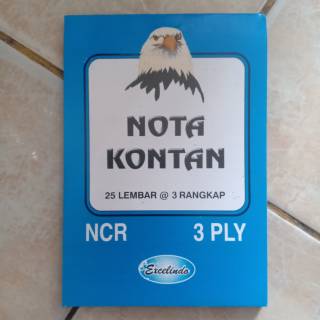 NOTA
KONTAN
25 LEMBAR @ 3 RANGKAP
NCR 3 PLY
Excelindo